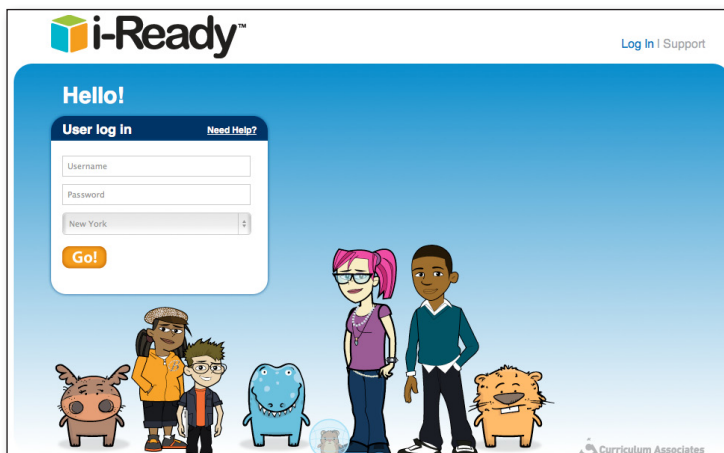 i-Ready™
Log In | Support
Hello!
User log in Need Help?
Username
Password
New York
Go!
Curriculum Associates